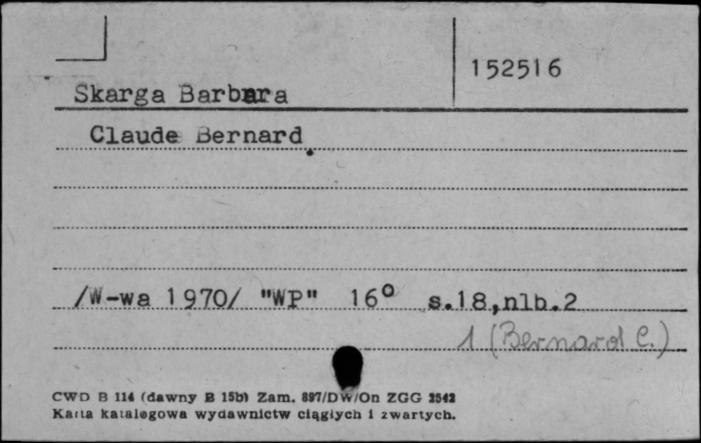 152516
Skarga Barbara
Claude Bernard.
/W-wa 1970/ "WP" 16° s.18,nlb.2
1 (Bernard C.)
CWD B 114 (dawny B 15b) Zam. 897/DW/On ZGG 2542
Karta katalogowa wydawnictw ciągłych i zwartych.